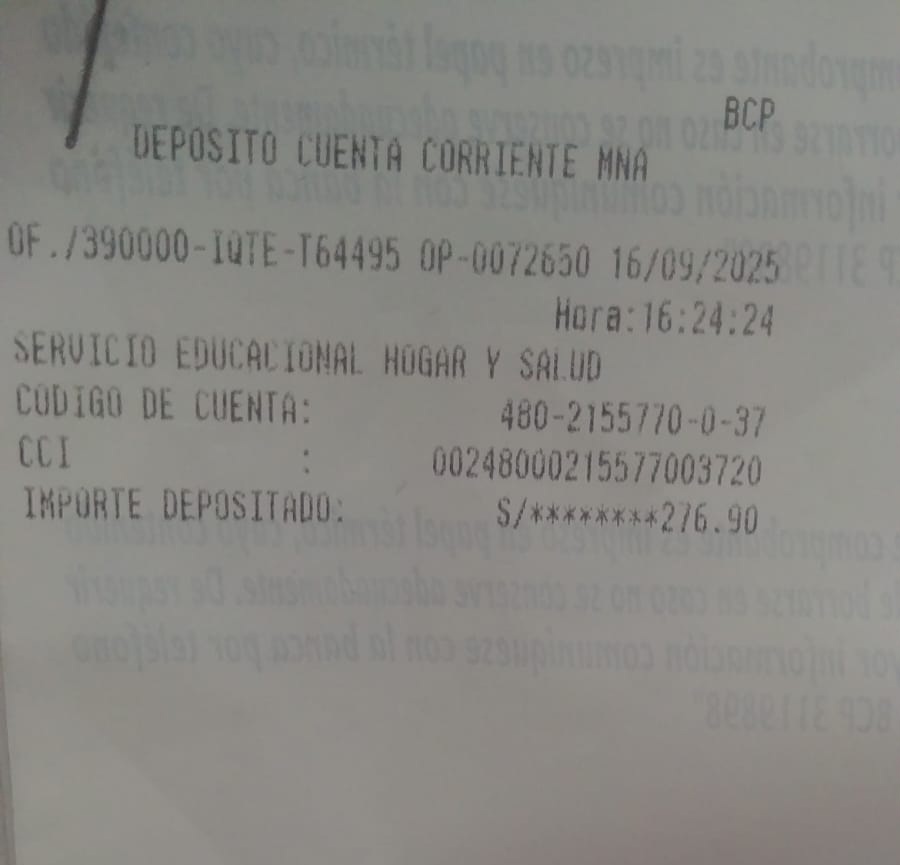 BCP
DEPOSITO CUENTA CORRIENTE MNA
OF./390000-IQTE-T64495 OP-0072650 16/09/2025
Hora:16:24:24
SERVICIO EDUCACIONAL HOGAR Y SALUD
CODIGO DE CUENTA: 480-2155770-0-37
CCI : 00248000215577003720
IMPORTE DEPOSITADO: S/********276.90